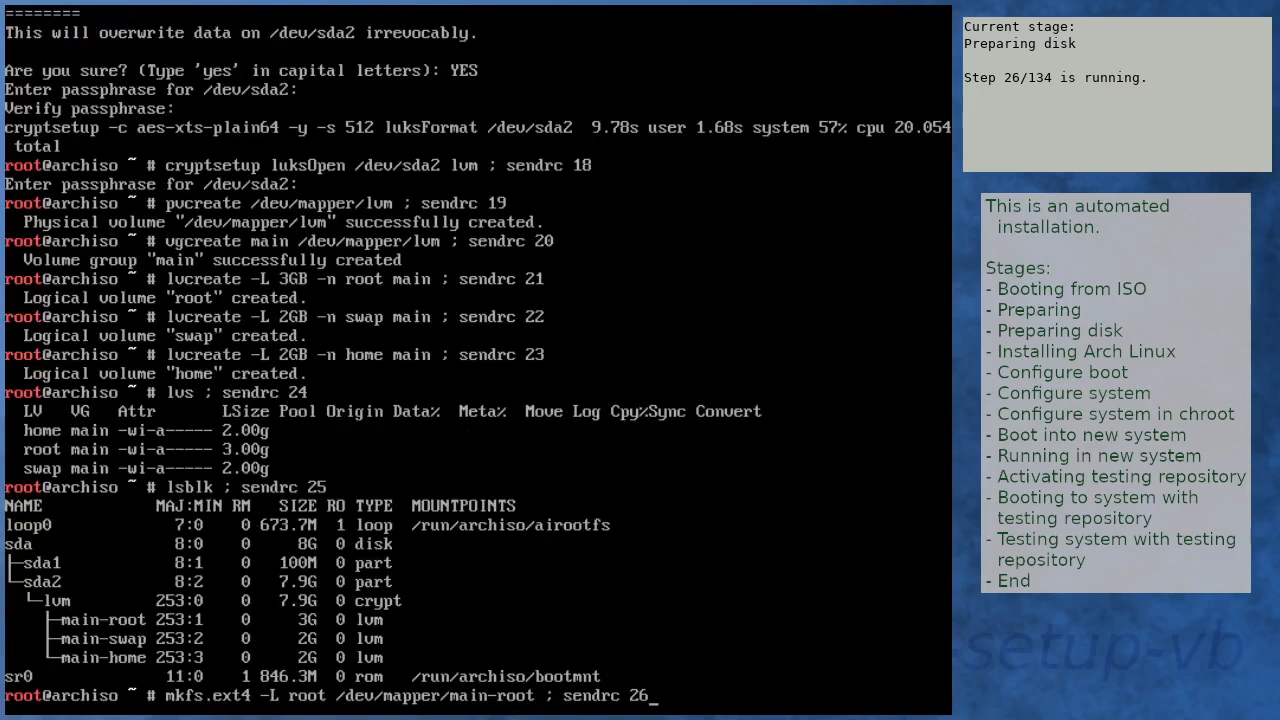 ========
This will overwrite data on /dev/sda2 irrevocably.
Are you sure? (Type 'yes' in capital letters): YES
Enter passphrase for /dev/sda2:
Verify passphrase:
cryptsetup -c aes-xts-plain64 -y -s 512 luksFormat /dev/sda2  9.78s user 1.68s system 57% cpu 20.054
 total
root@archiso ~ # cryptsetup luksOpen /dev/sda2 lvm ; sendrc 18
Enter passphrase for /dev/sda2:
root@archiso ~ # pvcreate /dev/mapper/lvm ; sendrc 19
  Physical volume "/dev/mapper/lvm" successfully created.
root@archiso ~ # vgcreate main /dev/mapper/lvm ; sendrc 20
  Volume group "main" successfully created
root@archiso ~ # lvcreate -L 3GB -n root main ; sendrc 21
  Logical volume "root" created.
root@archiso ~ # lvcreate -L 2GB -n swap main ; sendrc 22
  Logical volume "swap" created.
root@archiso ~ # lvcreate -L 2GB -n home main ; sendrc 23
  Logical volume "home" created.
root@archiso ~ # lvs ; sendrc 24
  LV   VG   Attr       LSize Pool Origin Data%  Meta%  Move Log Cpy%Sync Convert
  home main -wi-a----- 2.00g
  root main -wi-a----- 3.00g
  swap main -wi-a----- 2.00g
root@archiso ~ # lsblk ; sendrc 25
NAME            MAJ:MIN RM   SIZE RO TYPE  MOUNTPOINTS
loop0             7:0    0 673.7M  1 loop  /run/archiso/airootfs
sda               8:0    0     8G  0 disk
├─sda1            8:1    0   100M  0 part
└─sda2            8:2    0   7.9G  0 part
  └─lvm         253:0    0   7.9G  0 crypt
    ├─main-root 253:1    0     3G  0 lvm
    ├─main-swap 253:2    0     2G  0 lvm
    └─main-home 253:3    0     2G  0 lvm
sr0              11:0    1 846.3M  0 rom   /run/archiso/bootmnt
root@archiso ~ # mkfs.ext4 -L root /dev/mapper/main-root ; sendrc 26_
Current stage:
Preparing disk
Step 26/134 is running.
This is an automated
installation.
Stages:
- Booting from ISO
- Preparing
- Preparing disk
- Installing Arch Linux
- Configure boot
- Configure system
- Configure system in chroot
- Boot into new system
- Running in new system
- Activating testing repository
- Booting to system with
testing repository
- Testing system with testing
repository
- End
-setup-vb